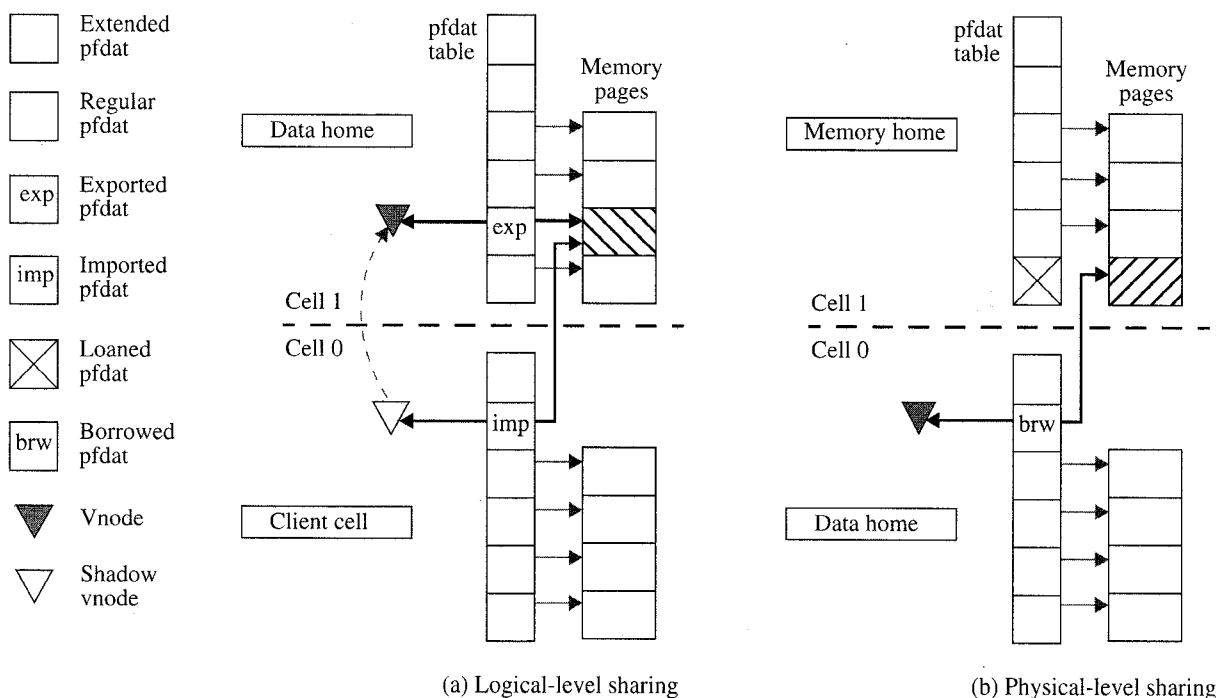 Extended
pfdat
Regular
pfdat
exp
Exported
pfdat
imp
Imported
pfdat
Loaned
pfdat
brw
Borrowed
pfdat
Vnode
Shadow
vnode
pfdat
table
Memory
pages
Data home
exp
Cell 1
Cell 0
imp
Client cell
(a) Logical-level sharing
pfdat
table
Memory
pages
Memory home
Cell 1
Cell 0
brw
Data home
(b) Physical-level sharing